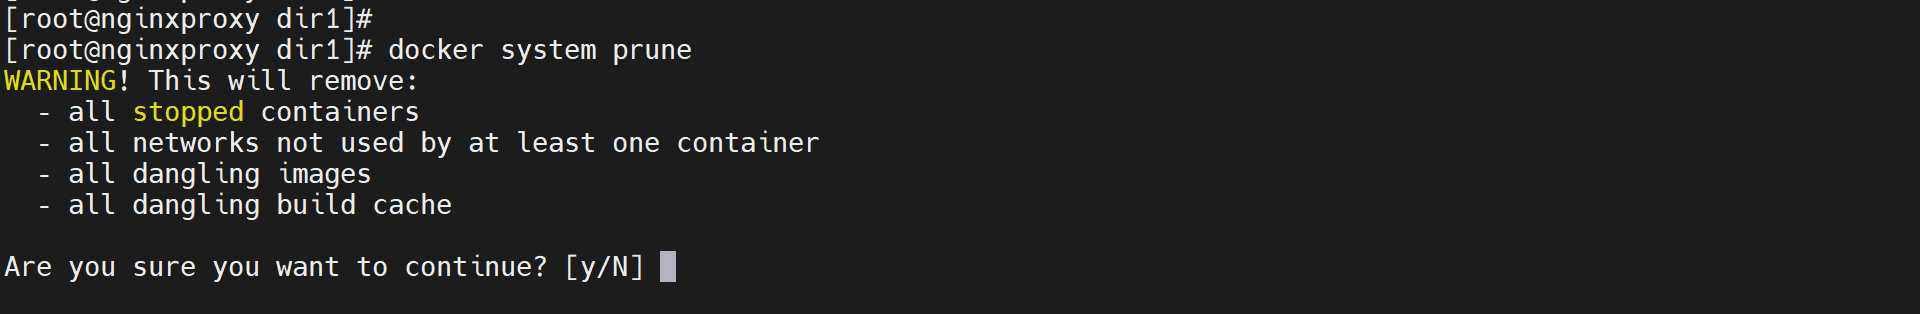 [root@nginxproxy dir1]#
[root@nginxproxy dir1]# docker system prune
WARNING! This will remove:
  - all stopped containers
  - all networks not used by at least one container
  - all dangling images
  - all dangling build cache

Are you sure you want to continue? [y/N]